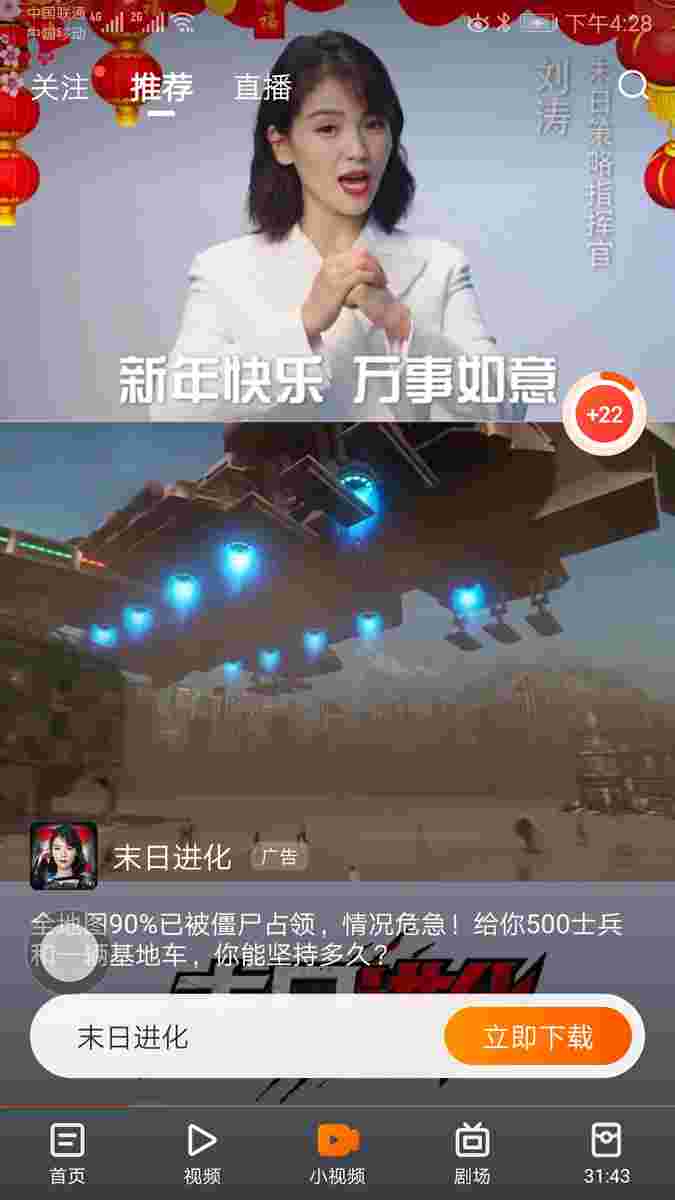 中国联通 4G 2G 下午4:28
中国移动
关注 推荐 直播
刘涛
末日策略指挥官
新年快乐 万事如意
+22
末日进化 广告
全地图90%已被僵尸占领，情况危急！给你500士兵
和一辆基地车，你能坚持多久？
末日进化
末日进化 立即下载
首页 视频 小视频 剧场 31:43